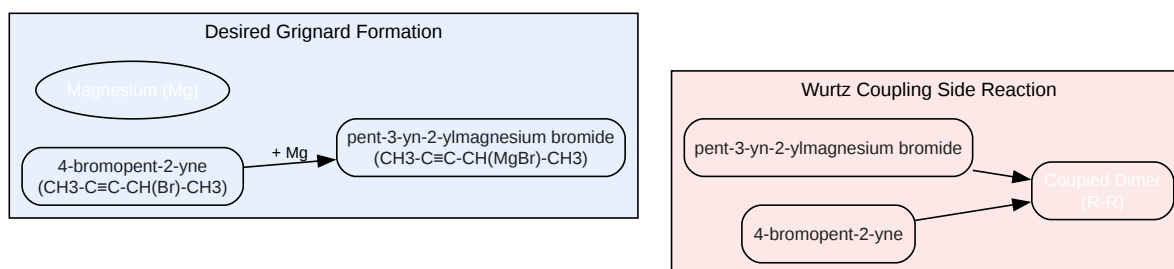 Desired Grignard Formation
Magnesium (Mg)
4-bromopent-2-yne
(CH3-C≡C-CH(Br)-CH3)
+ Mg
pent-3-yn-2-ylmagnesium bromide
(CH3-C≡C-CH(MgBr)-CH3)
Wurtz Coupling Side Reaction
pent-3-yn-2-ylmagnesium bromide
4-bromopent-2-yne
Coupled Dimer
(R-R)